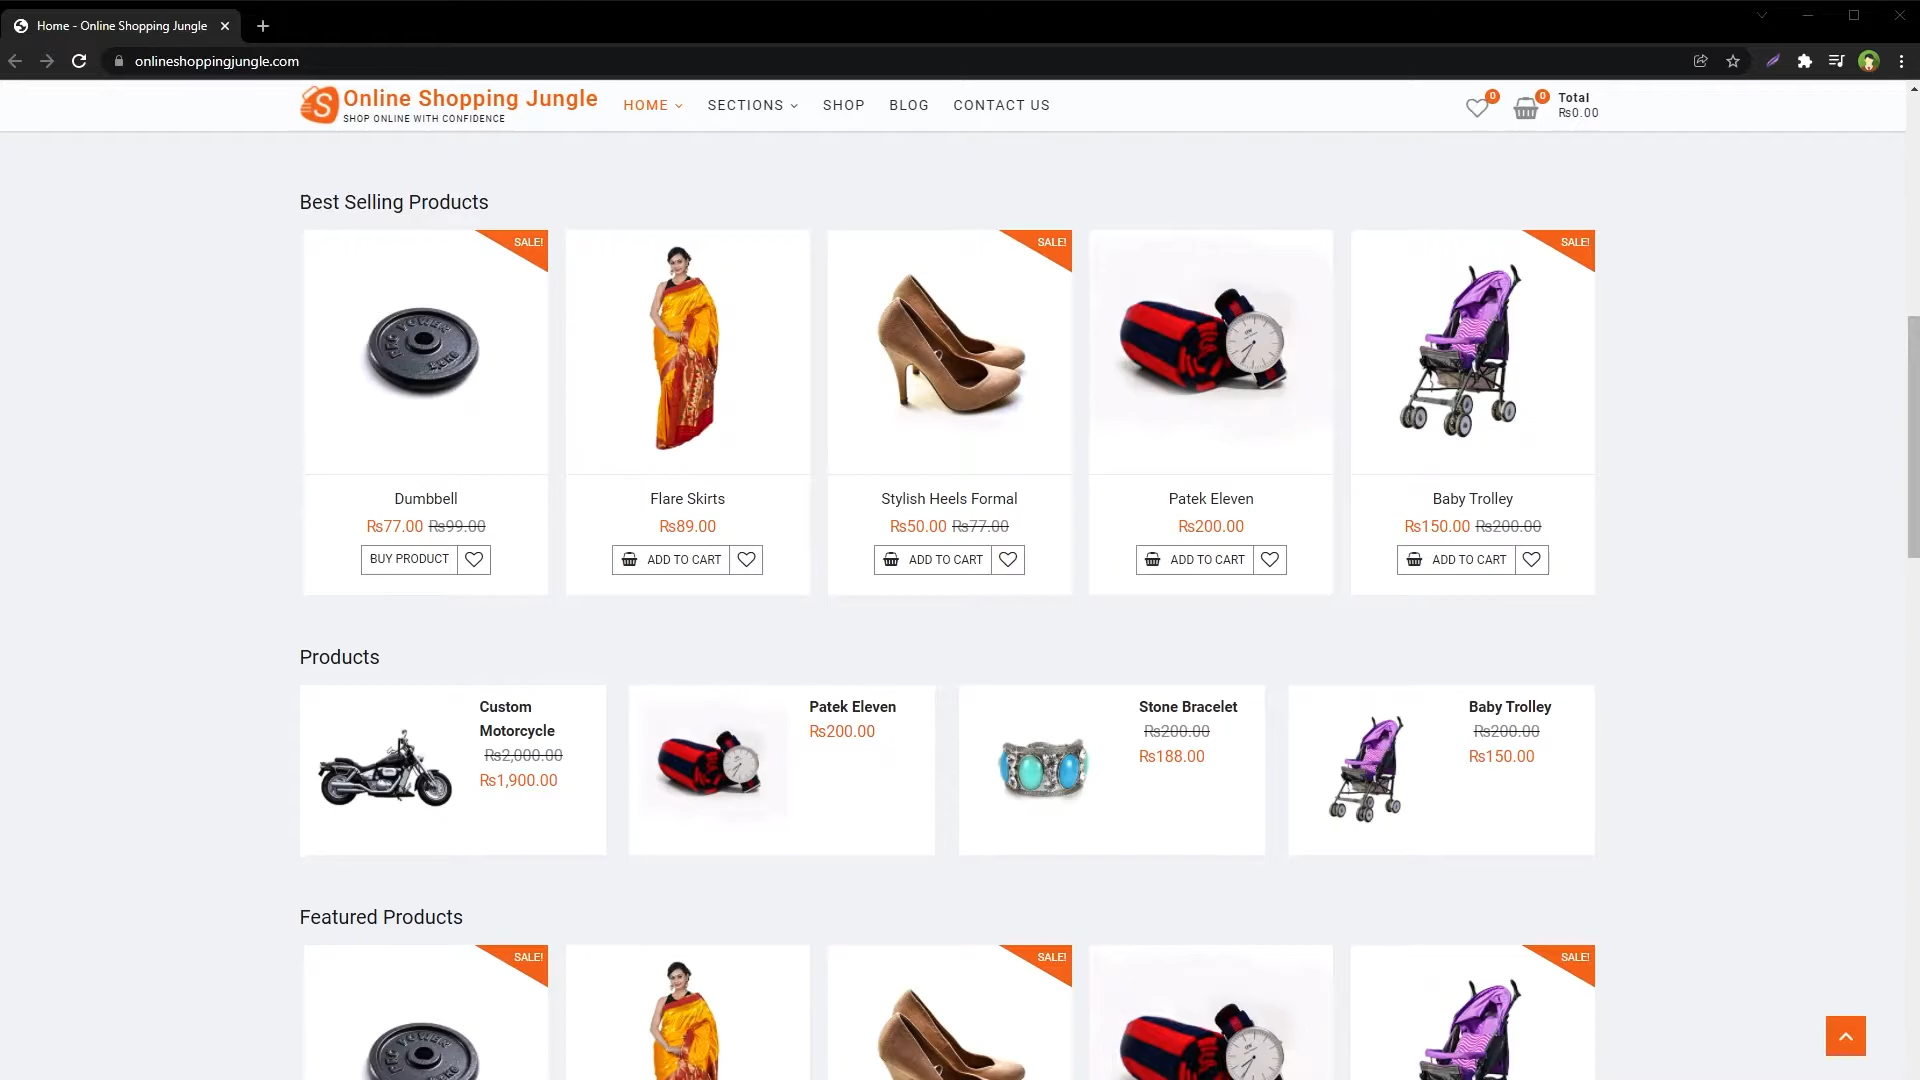 Home - Online Shopping Jungle
onlineshoppingjungle.com
Online Shopping Jungle
SHOP ONLINE WITH CONFIDENCE
HOME
SECTIONS
SHOP
BLOG
CONTACT US
0
0
Total
₨0.00
Best Selling Products
SALE!
SALE!
SALE!
Dumbbell
Flare Skirts
Stylish Heels Formal
Patek Eleven
Baby Trolley
₨77.00 ₨99.00
₨89.00
₨50.00 ₨77.00
₨200.00
₨150.00 ₨200.00
BUY PRODUCT
ADD TO CART
ADD TO CART
ADD TO CART
ADD TO CART
Products
Custom
Motorcycle
₨2,000.00
₨1,900.00
Patek Eleven
₨200.00
Stone Bracelet
₨200.00
₨188.00
Baby Trolley
₨200.00
₨150.00
Featured Products
SALE!
SALE!
SALE!